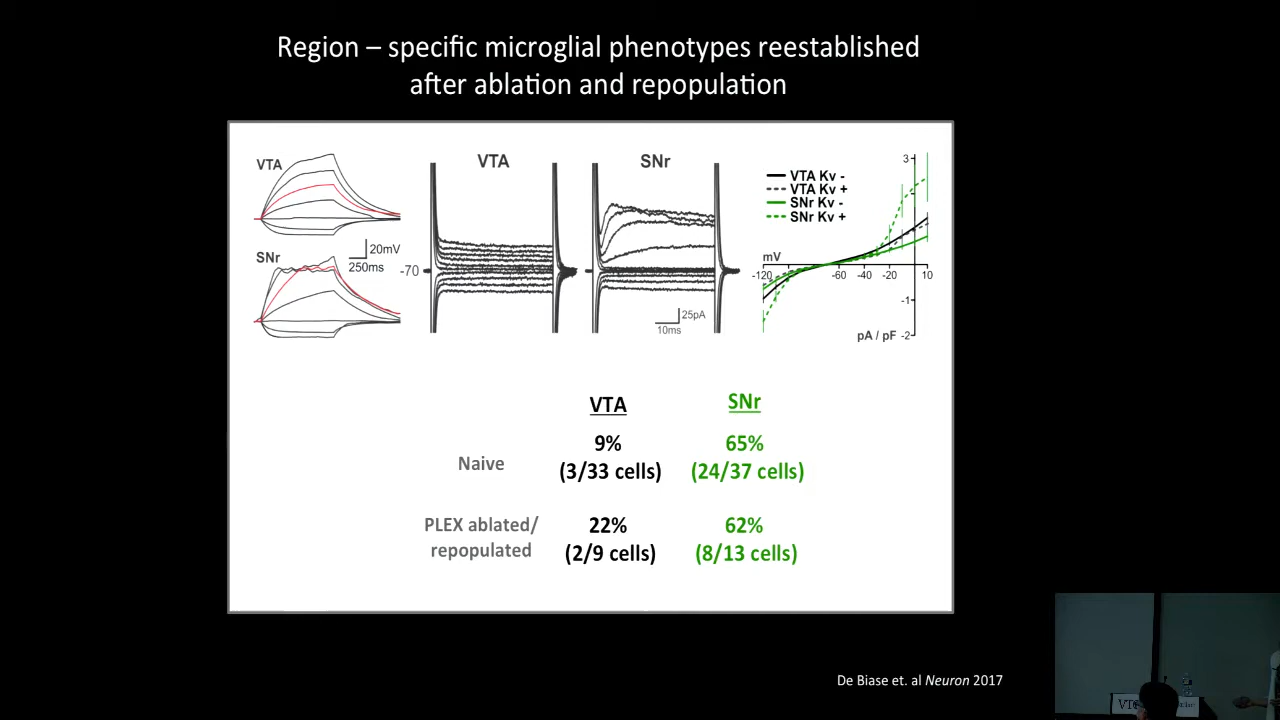 Region – specific microglial phenotypes reestablished
after ablation and repopulation
VTA
SNr
20mV
250ms
VTA
-70
SNr
25pA
10ms
VTA Kv -
VTA Kv +
SNr Kv -
SNr Kv +
3
mV
-120
-60
-40
-20
10
-1
pA / pF
-2
VTA
SNr
Naive
9%
(3/33 cells)
65%
(24/37 cells)
PLEX ablated/
repopulated
22%
(2/9 cells)
62%
(8/13 cells)
De Biase et. al Neuron 2017